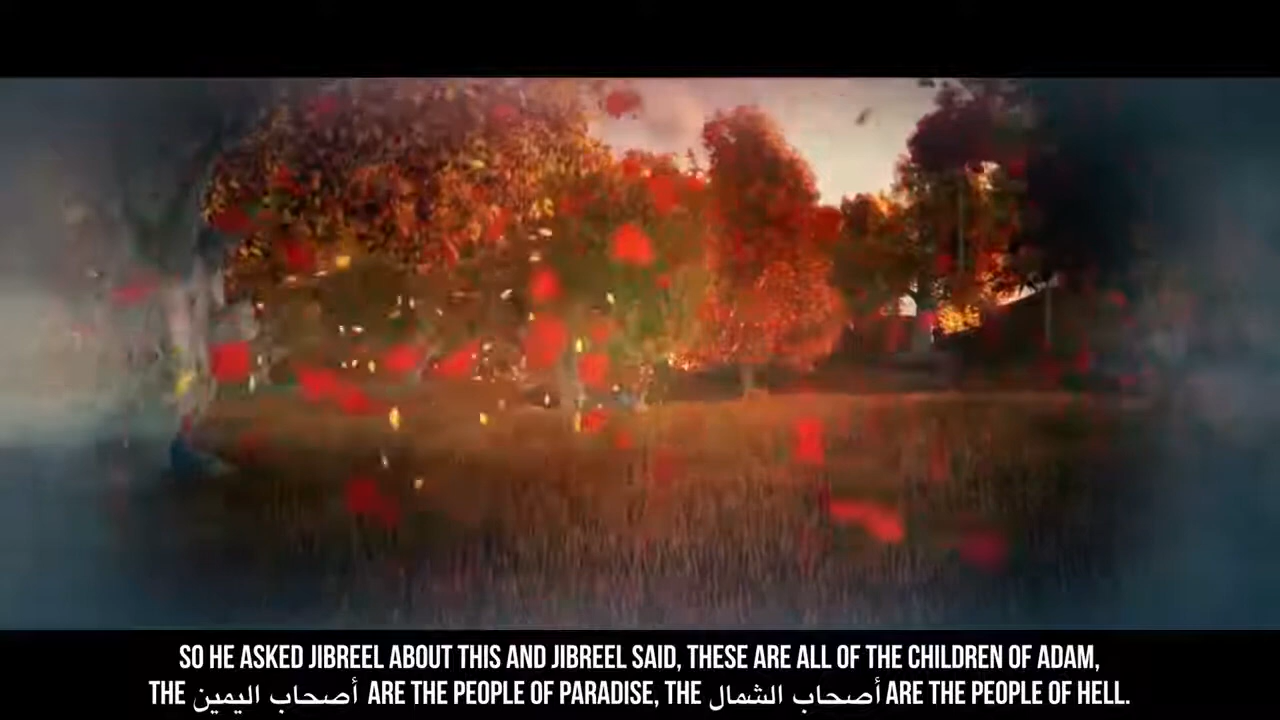 SO HE ASKED JIBREEL ABOUT THIS AND JIBREEL SAID, THESE ARE ALL OF THE CHILDREN OF ADAM,
THE أصحاب اليمين ARE THE PEOPLE OF PARADISE, THE أصحاب الشمال ARE THE PEOPLE OF HELL.